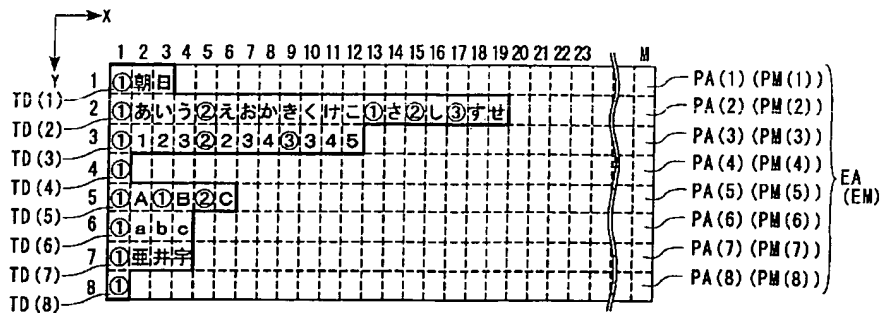 X
1 2 3 4 5 6 7 8 9 10 11 12 13 14 15 16 17 18 19 20 21 22 23 M
Y
1 ①朝日 PA(1)(PM(1))
TD(1)
2 ①あいう②えおかきくけこ①さ②し③すせ PA(2)(PM(2))
TD(2)
3 ①123②234③345 PA(3)(PM(3))
TD(3)
4 ① PA(4)(PM(4))
TD(4)
EA
(EM)
5 ①A①B②C PA(5)(PM(5))
TD(5)
6 ①abc PA(6)(PM(6))
TD(6)
7 ①亜井宇 PA(7)(PM(7))
TD(7)
8 ① PA(8)(PM(8))
TD(8)